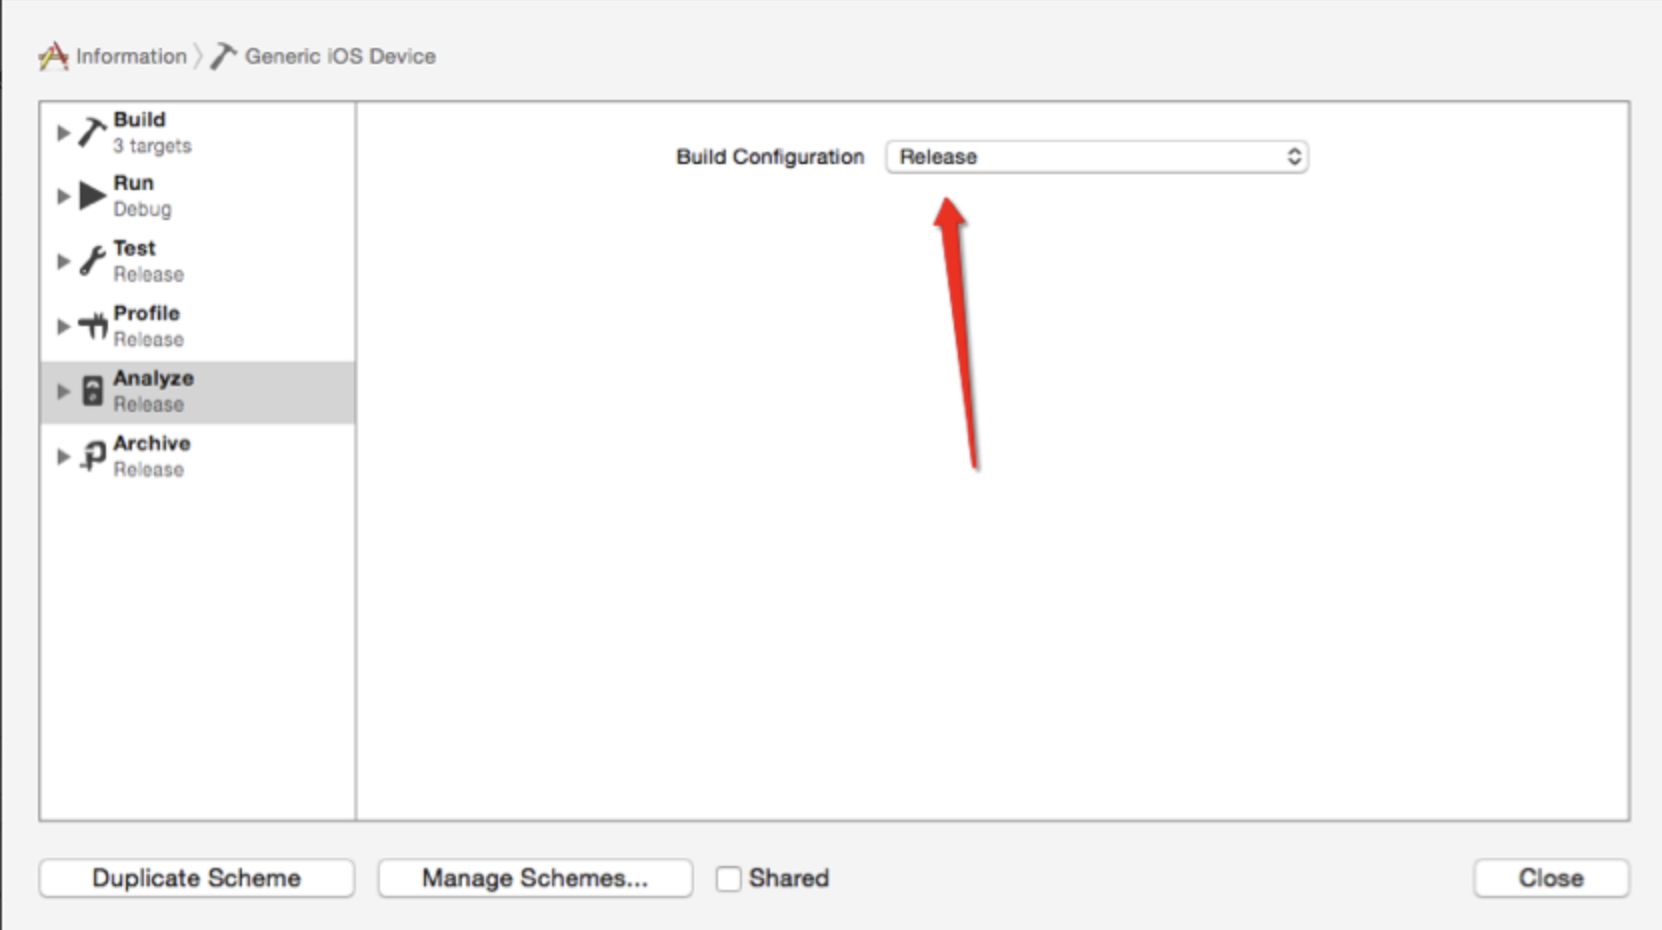 Information 〉 Generic iOS Device
Build
3 targets
Run
Debug
Test
Release
Profile
Release
Analyze
Release
Archive
Release
Build Configuration Release
Duplicate Scheme Manage Schemes... Shared Close